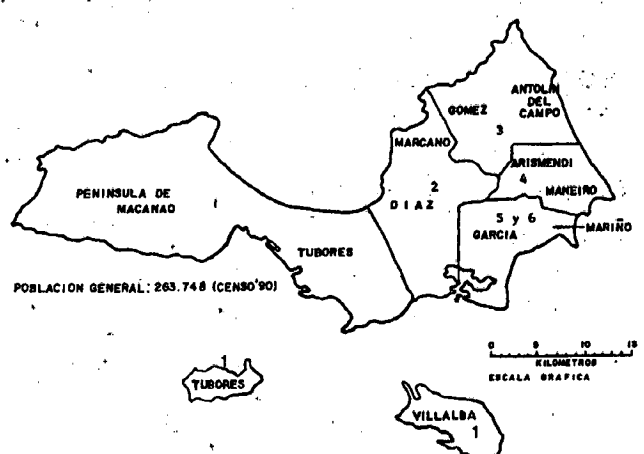 ANTOLIN
DEL
CAMPO
GOMEZ
3
MARCANO
ARISMENDI
4
MANEIRO
PENINSULA DE
MACANAO
1
2
DIAZ
5 y 6
GARCIA
MARIÑO
TUBORES
POBLACION GENERAL: 263.748 (CENSO'90)
0 5 10 15
KILOMETROS
ESCALA GRAFICA
1
TUBORES
VILLALBA
1